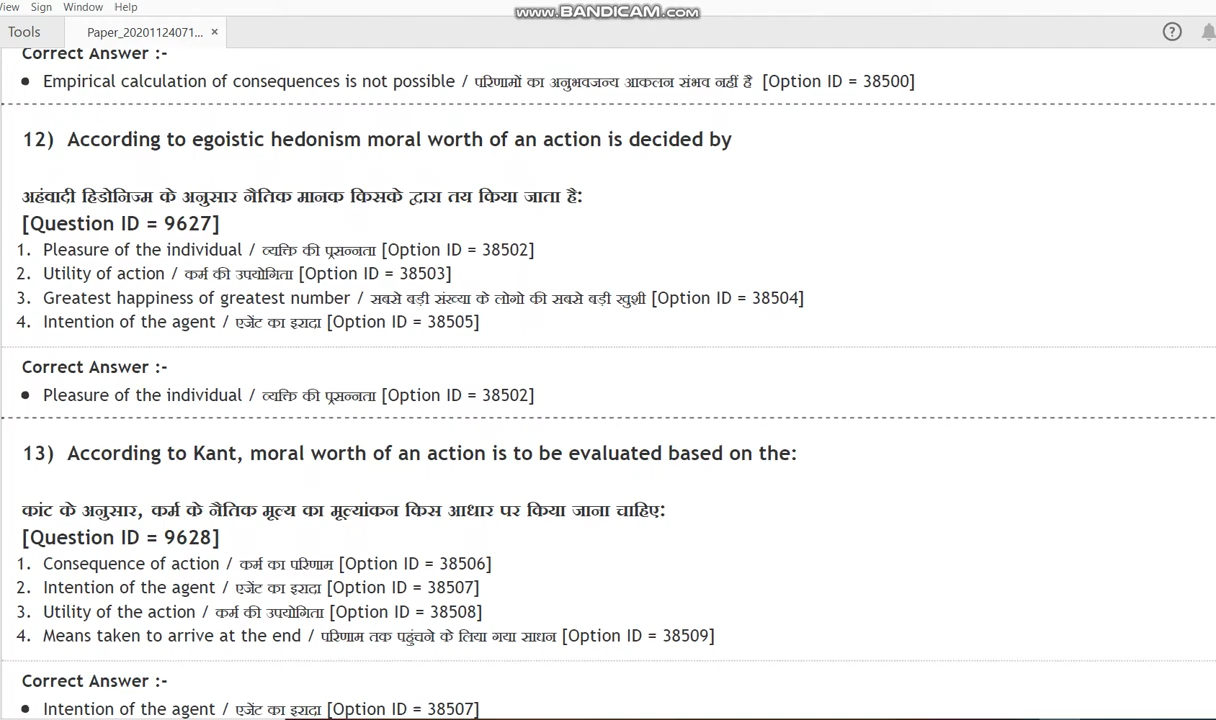 View Sign Window Help
www.BANDICAM.com
Tools Paper_20201124071... ×
Correct Answer :-
• Empirical calculation of consequences is not possible / परिणामों का अनुभवजन्य आकलन संभव नहीं है [Option ID = 38500]
12) According to egoistic hedonism moral worth of an action is decided by
अहंवादी हिडोनिज्म के अनुसार नैतिक मानक किसके द्वारा तय किया जाता है:
[Question ID = 9627]
1. Pleasure of the individual / व्यक्ति की प्रसन्नता [Option ID = 38502]
2. Utility of action / कर्म की उपयोगिता [Option ID = 38503]
3. Greatest happiness of greatest number / सबसे बड़ी संख्या के लोगो की सबसे बड़ी खुशी [Option ID = 38504]
4. Intention of the agent / एजेंट का इरादा [Option ID = 38505]
Correct Answer :-
• Pleasure of the individual / व्यक्ति की प्रसन्नता [Option ID = 38502]
13) According to Kant, moral worth of an action is to be evaluated based on the:
कांट के अनुसार, कर्म के नैतिक मूल्य का मूल्यांकन किस आधार पर किया जाना चाहिए:
[Question ID = 9628]
1. Consequence of action / कर्म का परिणाम [Option ID = 38506]
2. Intention of the agent / एजेंट का इरादा [Option ID = 38507]
3. Utility of the action / कर्म की उपयोगिता [Option ID = 38508]
4. Means taken to arrive at the end / परिणाम तक पहुंचने के लिया गया साधन [Option ID = 38509]
Correct Answer :-
• Intention of the agent / एजेंट का इरादा [Option ID = 38507]